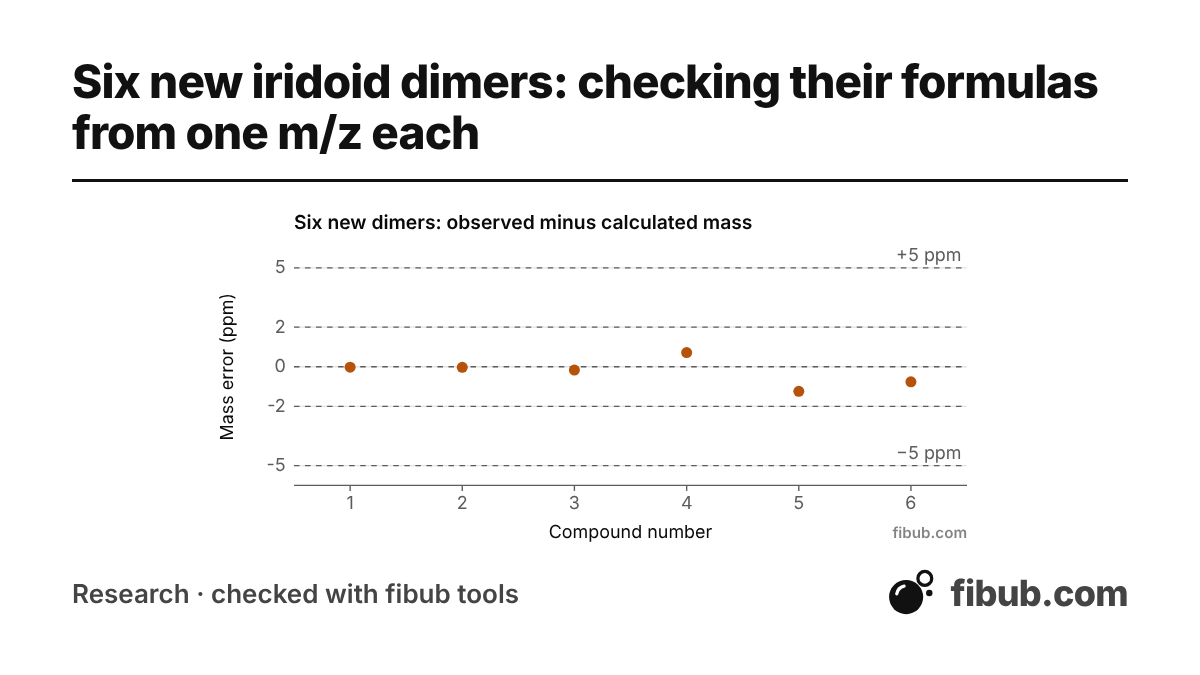 Six new iridoid dimers: checking their formulas
from one m/z each
Six new dimers: observed minus calculated mass
+5 ppm
5
2
0
-2
-5
−5 ppm
Mass error (ppm)
1 2 3 4 5 6
Compound number
fibub.com
Research · checked with fibub tools
fibub.com